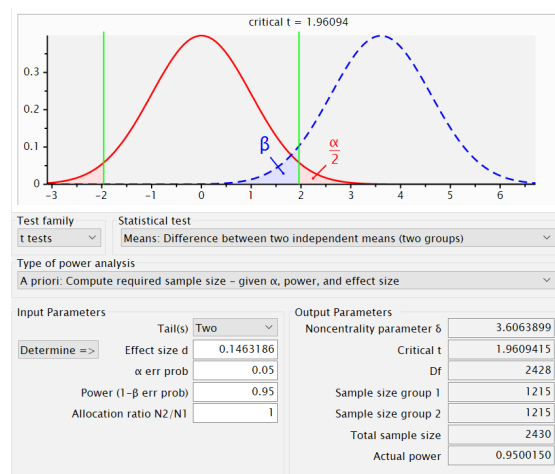 critical t = 1.96094
0.3
0.2
0.1
0
β
α
2
-3 -2 -1 0 1 2 3 4 5 6
Test family
Statistical test
t tests
Means: Difference between two independent means (two groups)
Type of power analysis
A priori: Compute required sample size – given α, power, and effect size
Input Parameters
Tail(s) Two
Determine => Effect size d 0.1463186
α err prob 0.05
Power (1-β err prob) 0.95
Allocation ratio N2/N1 1
Output Parameters
Noncentrality parameter δ 3.6063899
Critical t 1.9609415
Df 2428
Sample size group 1 1215
Sample size group 2 1215
Total sample size 2430
Actual power 0.9500150